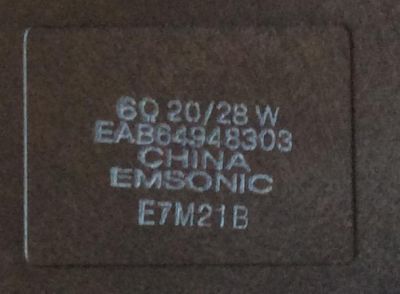 6Ω 20/28 W
EAB64948303
CHINA
EMSONIC
E7M21B